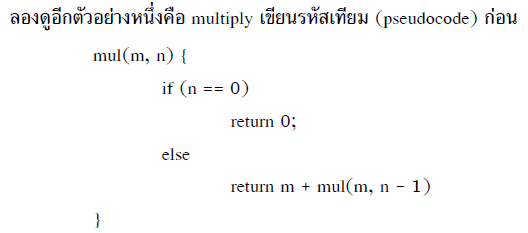 ลองดูอีกตัวอย่างหนึ่งคือ multiply เขียนรหัสเทียม (pseudocode) ก่อน
mul(m, n) {
if (n == 0)
return 0;
else
return m + mul(m, n - 1)
}